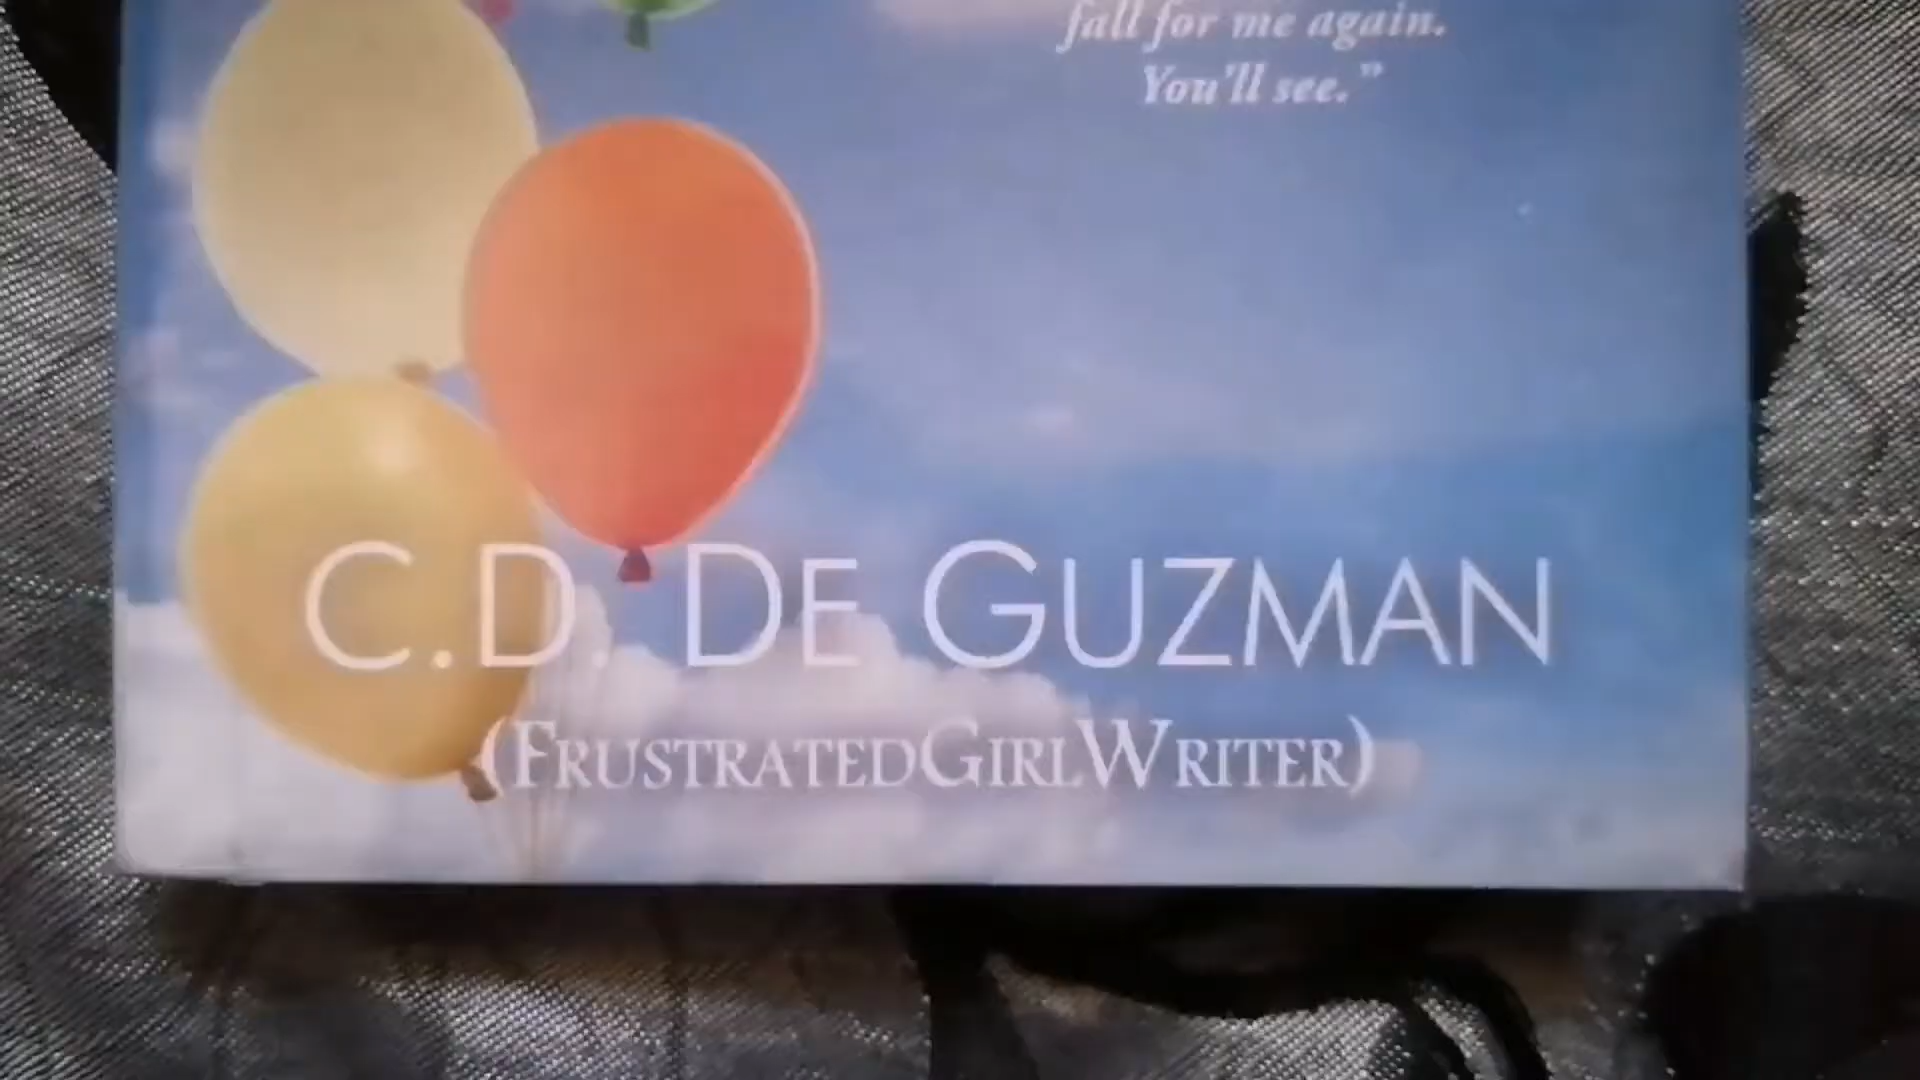 fall for me again.
You'll see."
C.D. DE GUZMAN
(FRUSTRATEDGIRLWRITER)